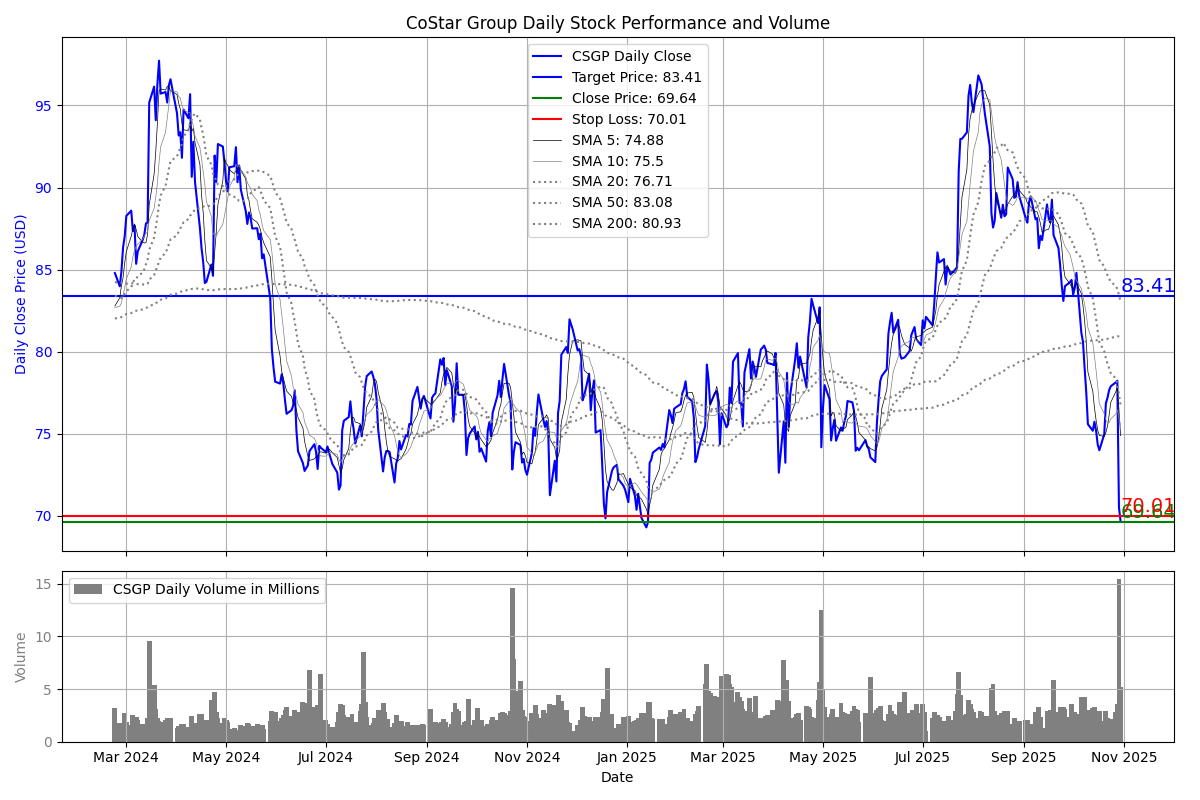 CoStar Group Daily Stock Performance and Volume
Daily Close Price (USD)
95
90
85
80
75
70
CSGP Daily Close
Target Price: 83.41
Close Price: 69.64
Stop Loss: 70.01
SMA 5: 74.88
SMA 10: 75.5
SMA 20: 76.71
SMA 50: 83.08
SMA 200: 80.93
83.41
70.01
69.64
Volume
15
10
5
0
CSGP Daily Volume in Millions
Mar 2024
May 2024
Jul 2024
Sep 2024
Nov 2024
Jan 2025
Mar 2025
May 2025
Jul 2025
Sep 2025
Nov 2025
Date